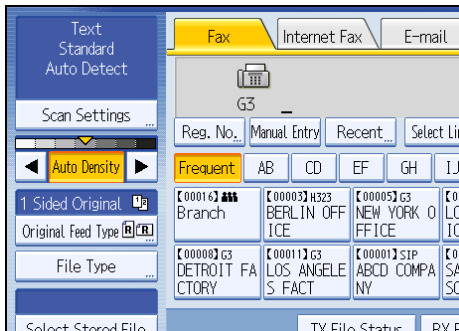 Text
Standard
Auto Detect
Scan Settings
Auto Density
1 Sided Original
Original Feed Type
File Type
Select Stored File
Fax
Internet Fax
E-mail
G3 _
Reg. No.
Manual Entry
Recent
Select
Frequent
AB
CD
EF
GH
【00016】
Branch
【00003】H323
BERLIN OFF
ICE
【00005】G3
NEW YORK O
FFICE
【00008】G3
DETROIT FA
CTORY
【00011】G3
LOS ANGELE
S FACT
【00001】SIP
ABCD COMPA
NY
TX File Status
RX